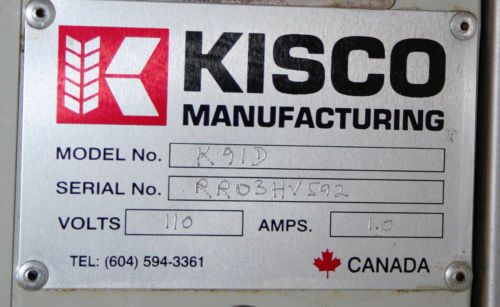 KISCO
MANUFACTURING
MODEL No. K91D
SERIAL No. RR03HV592
VOLTS 110 AMPS. 1.0
TEL: (604) 594-3361 CANADA